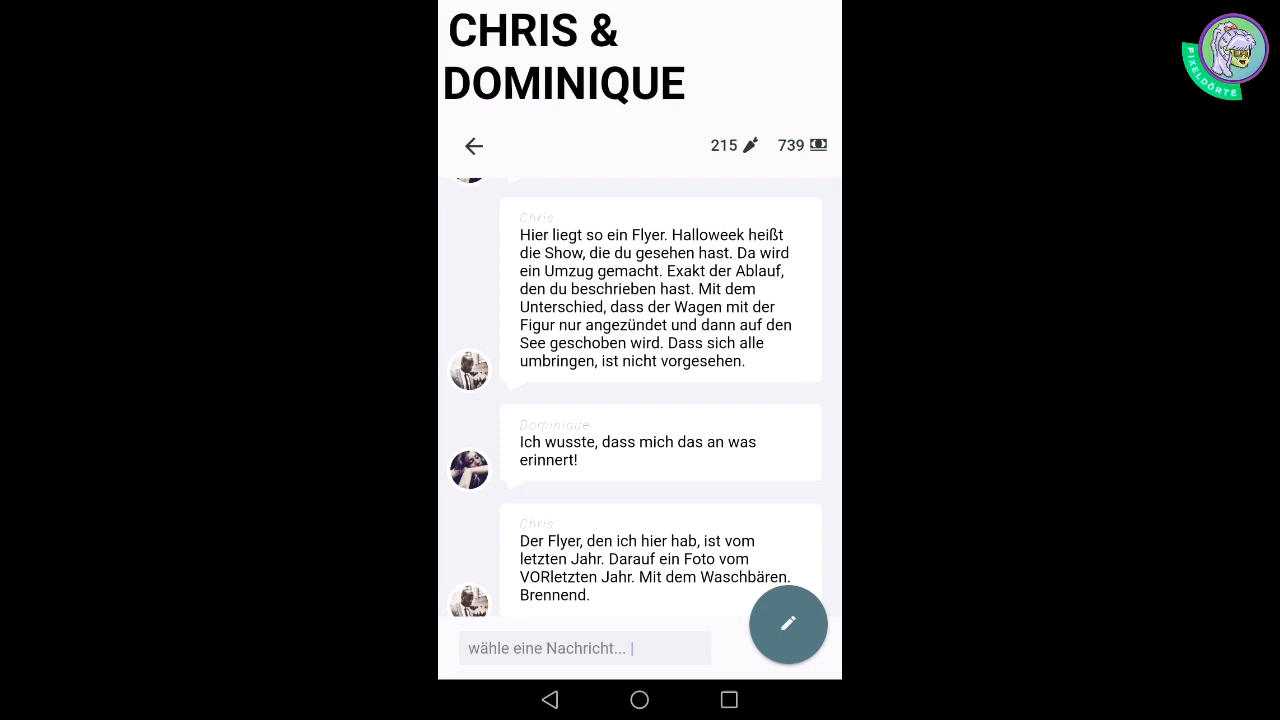 CHRIS &
DOMINIQUE
PIXELDÖRTE
215 739
Chris
Hier liegt so ein Flyer. Halloweek heißt
die Show, die du gesehen hast. Da wird
ein Umzug gemacht. Exakt der Ablauf,
den du beschrieben hast. Mit dem
Unterschied, dass der Wagen mit der
Figur nur angezündet und dann auf den
See geschoben wird. Dass sich alle
umbringen, ist nicht vorgesehen.
Dominique
Ich wusste, dass mich das an was
erinnert!
Chris
Der Flyer, den ich hier hab, ist vom
letzten Jahr. Darauf ein Foto vom
VORletzten Jahr. Mit dem Waschbären.
Brennend.
wähle eine Nachricht...